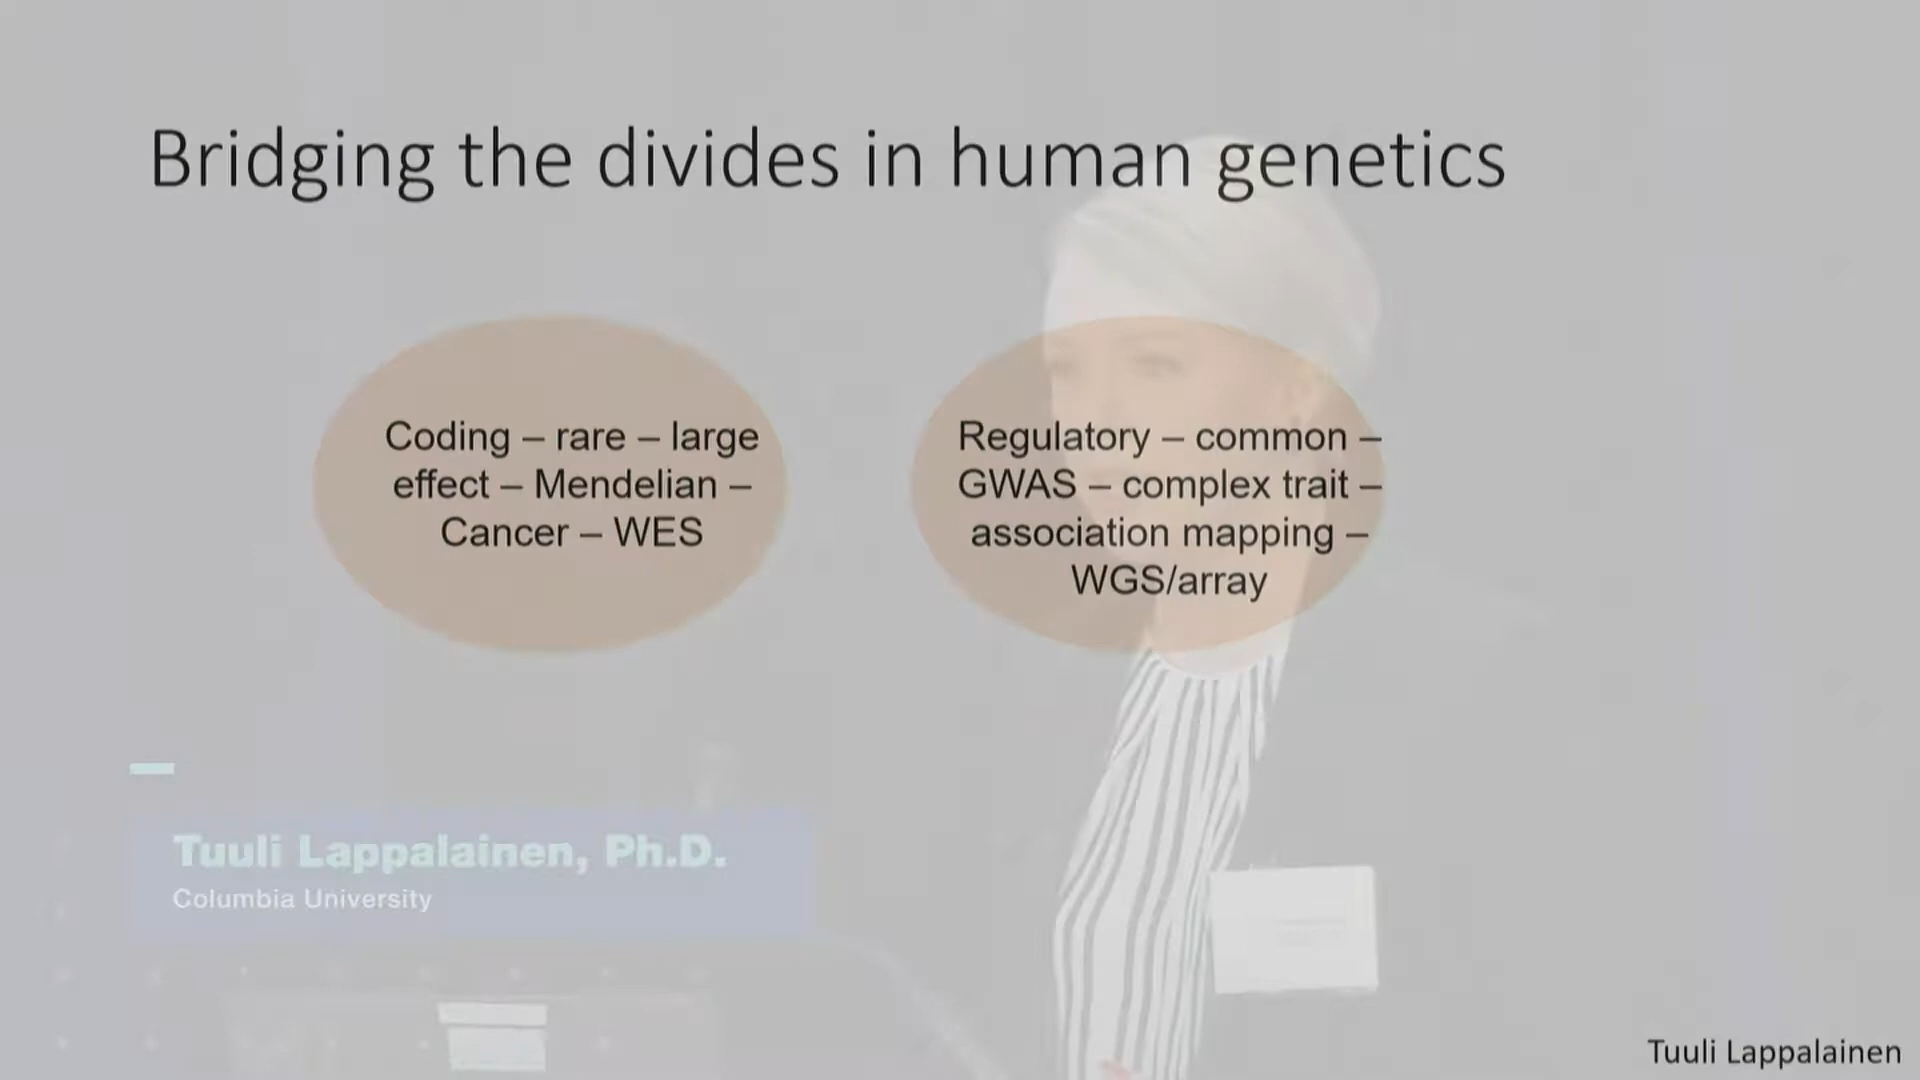 Bridging the divides in human genetics
Coding – rare – large
effect – Mendelian –
Cancer – WES
Regulatory – common –
GWAS – complex trait –
association mapping –
WGS/array
Tuuli Lappalainen, Ph.D.
Columbia University
Tuuli Lappalainen